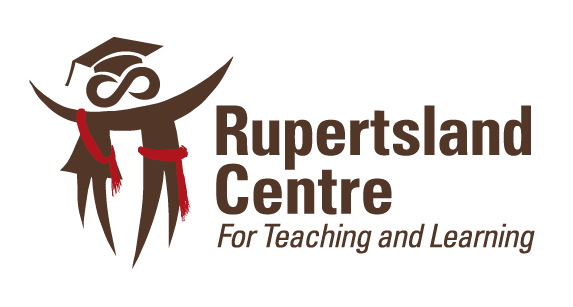 Rupertsland
Centre
For Teaching and Learning